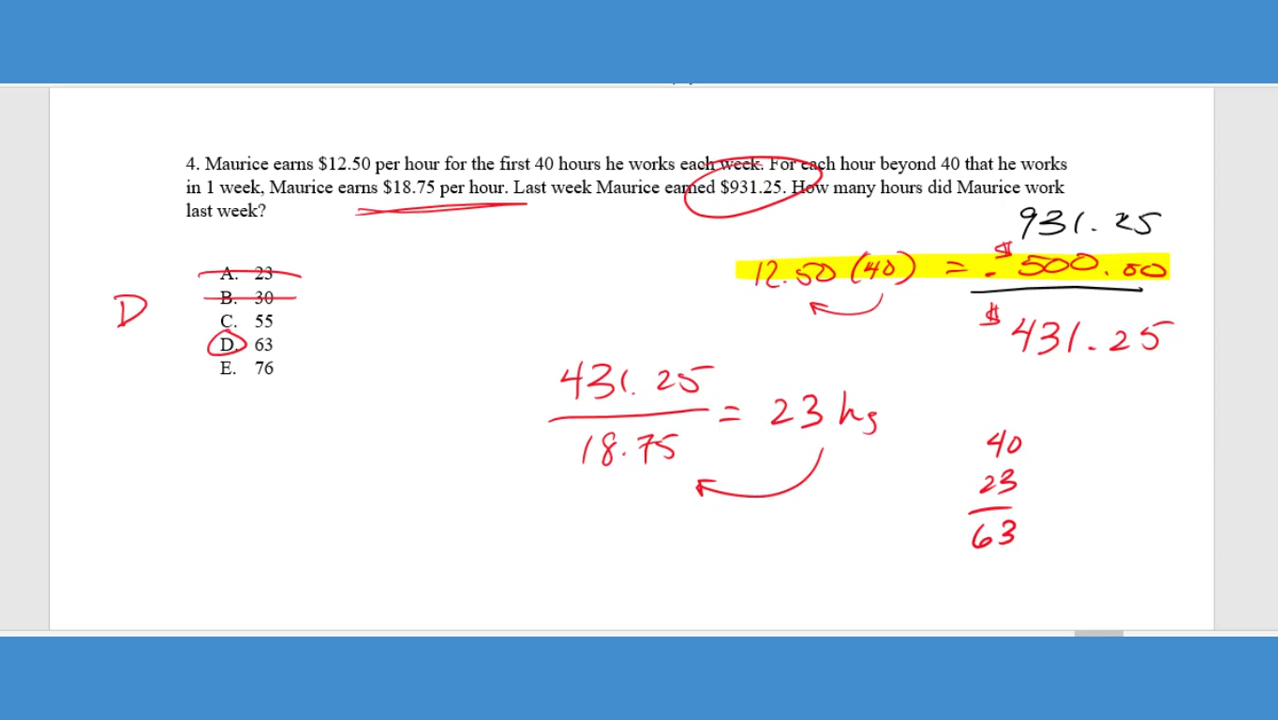 4. Maurice earns $12.50 per hour for the first 40 hours he works each week. For each hour beyond 40 that he works
in 1 week, Maurice earns $18.75 per hour. Last week Maurice earned $931.25. How many hours did Maurice work
last week?
931.25
12.50 (40) = $ 500.00
$ 431.25
A. 23
B. 30
D
C. 55
D. 63
E. 76
431.25
18.75
= 23 hs
40
23
63